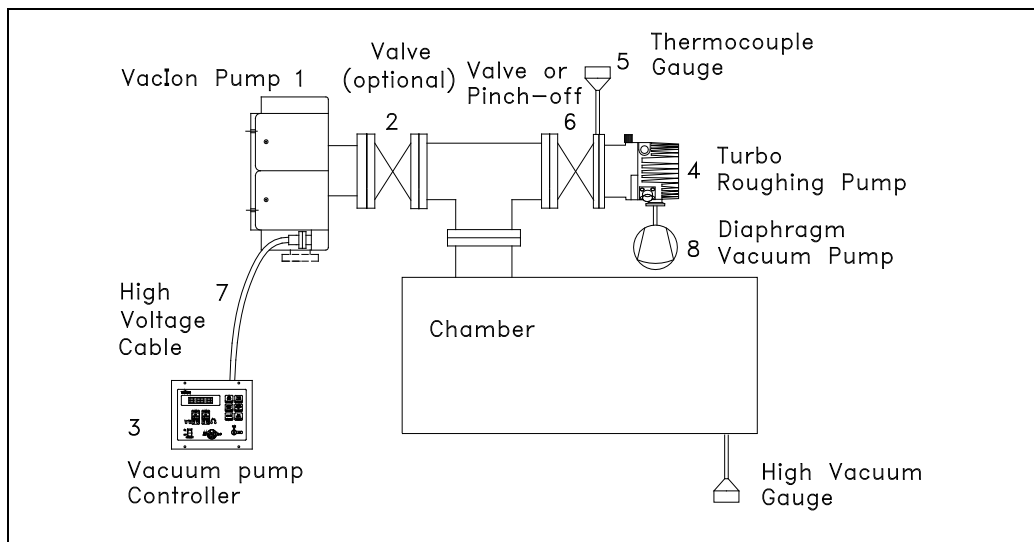 VacIon Pump 1
Valve
(optional)
2
Valve or
Pinch-off
6
5
Thermocouple
Gauge
4
Turbo
Roughing Pump
8
Diaphragm
Vacuum Pump
7
High
Voltage
Cable
Chamber
3
Vacuum pump
Controller
High Vacuum
Gauge